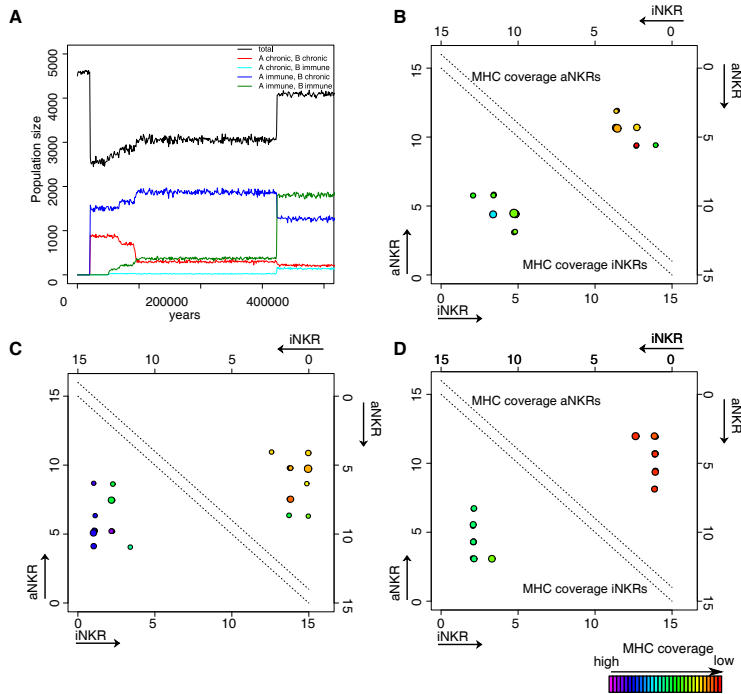 A
total
A chronic, B chronic
A chronic, B immune
A immune, B chronic
A immune, B immune
Population size
0
1000
2000
3000
4000
5000
0
200000
400000
years
B
iNKR
15
10
5
0
MHC coverage aNKRs
MHC coverage iNKRs
aNKR
0
5
10
15
aNKR
0
5
10
15
0
5
10
15
iNKR
C
iNKR
15
10
5
0
aNKR
0
5
10
15
aNKR
0
5
10
15
0
5
10
15
iNKR
D
iNKR
15
10
5
0
MHC coverage aNKRs
MHC coverage iNKRs
aNKR
0
5
10
15
aNKR
0
5
10
15
0
5
10
15
iNKR
MHC coverage
high
low